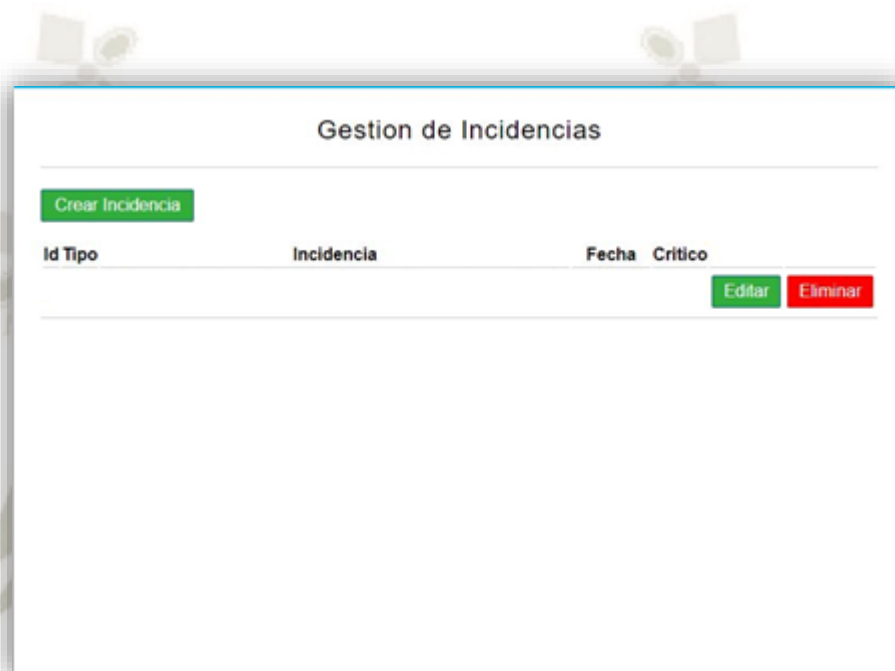 Gestion de Incidencias
Crear Incidencia
Id Tipo Incidencia Fecha Critico
Editar Eliminar